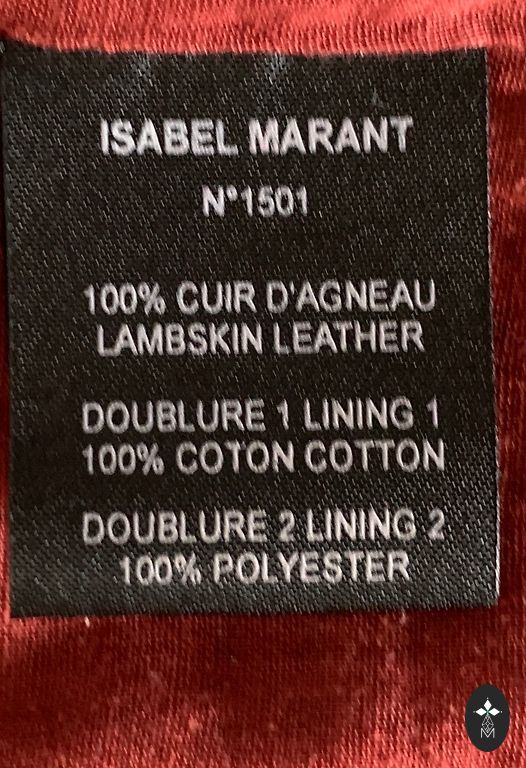 ISABEL MARANT
N°1501
100% CUIR D'AGNEAU
LAMBSKIN LEATHER
DOUBLURE 1 LINING 1
100% COTON COTTON
DOUBLURE 2 LINING 2
100% POLYESTER
M